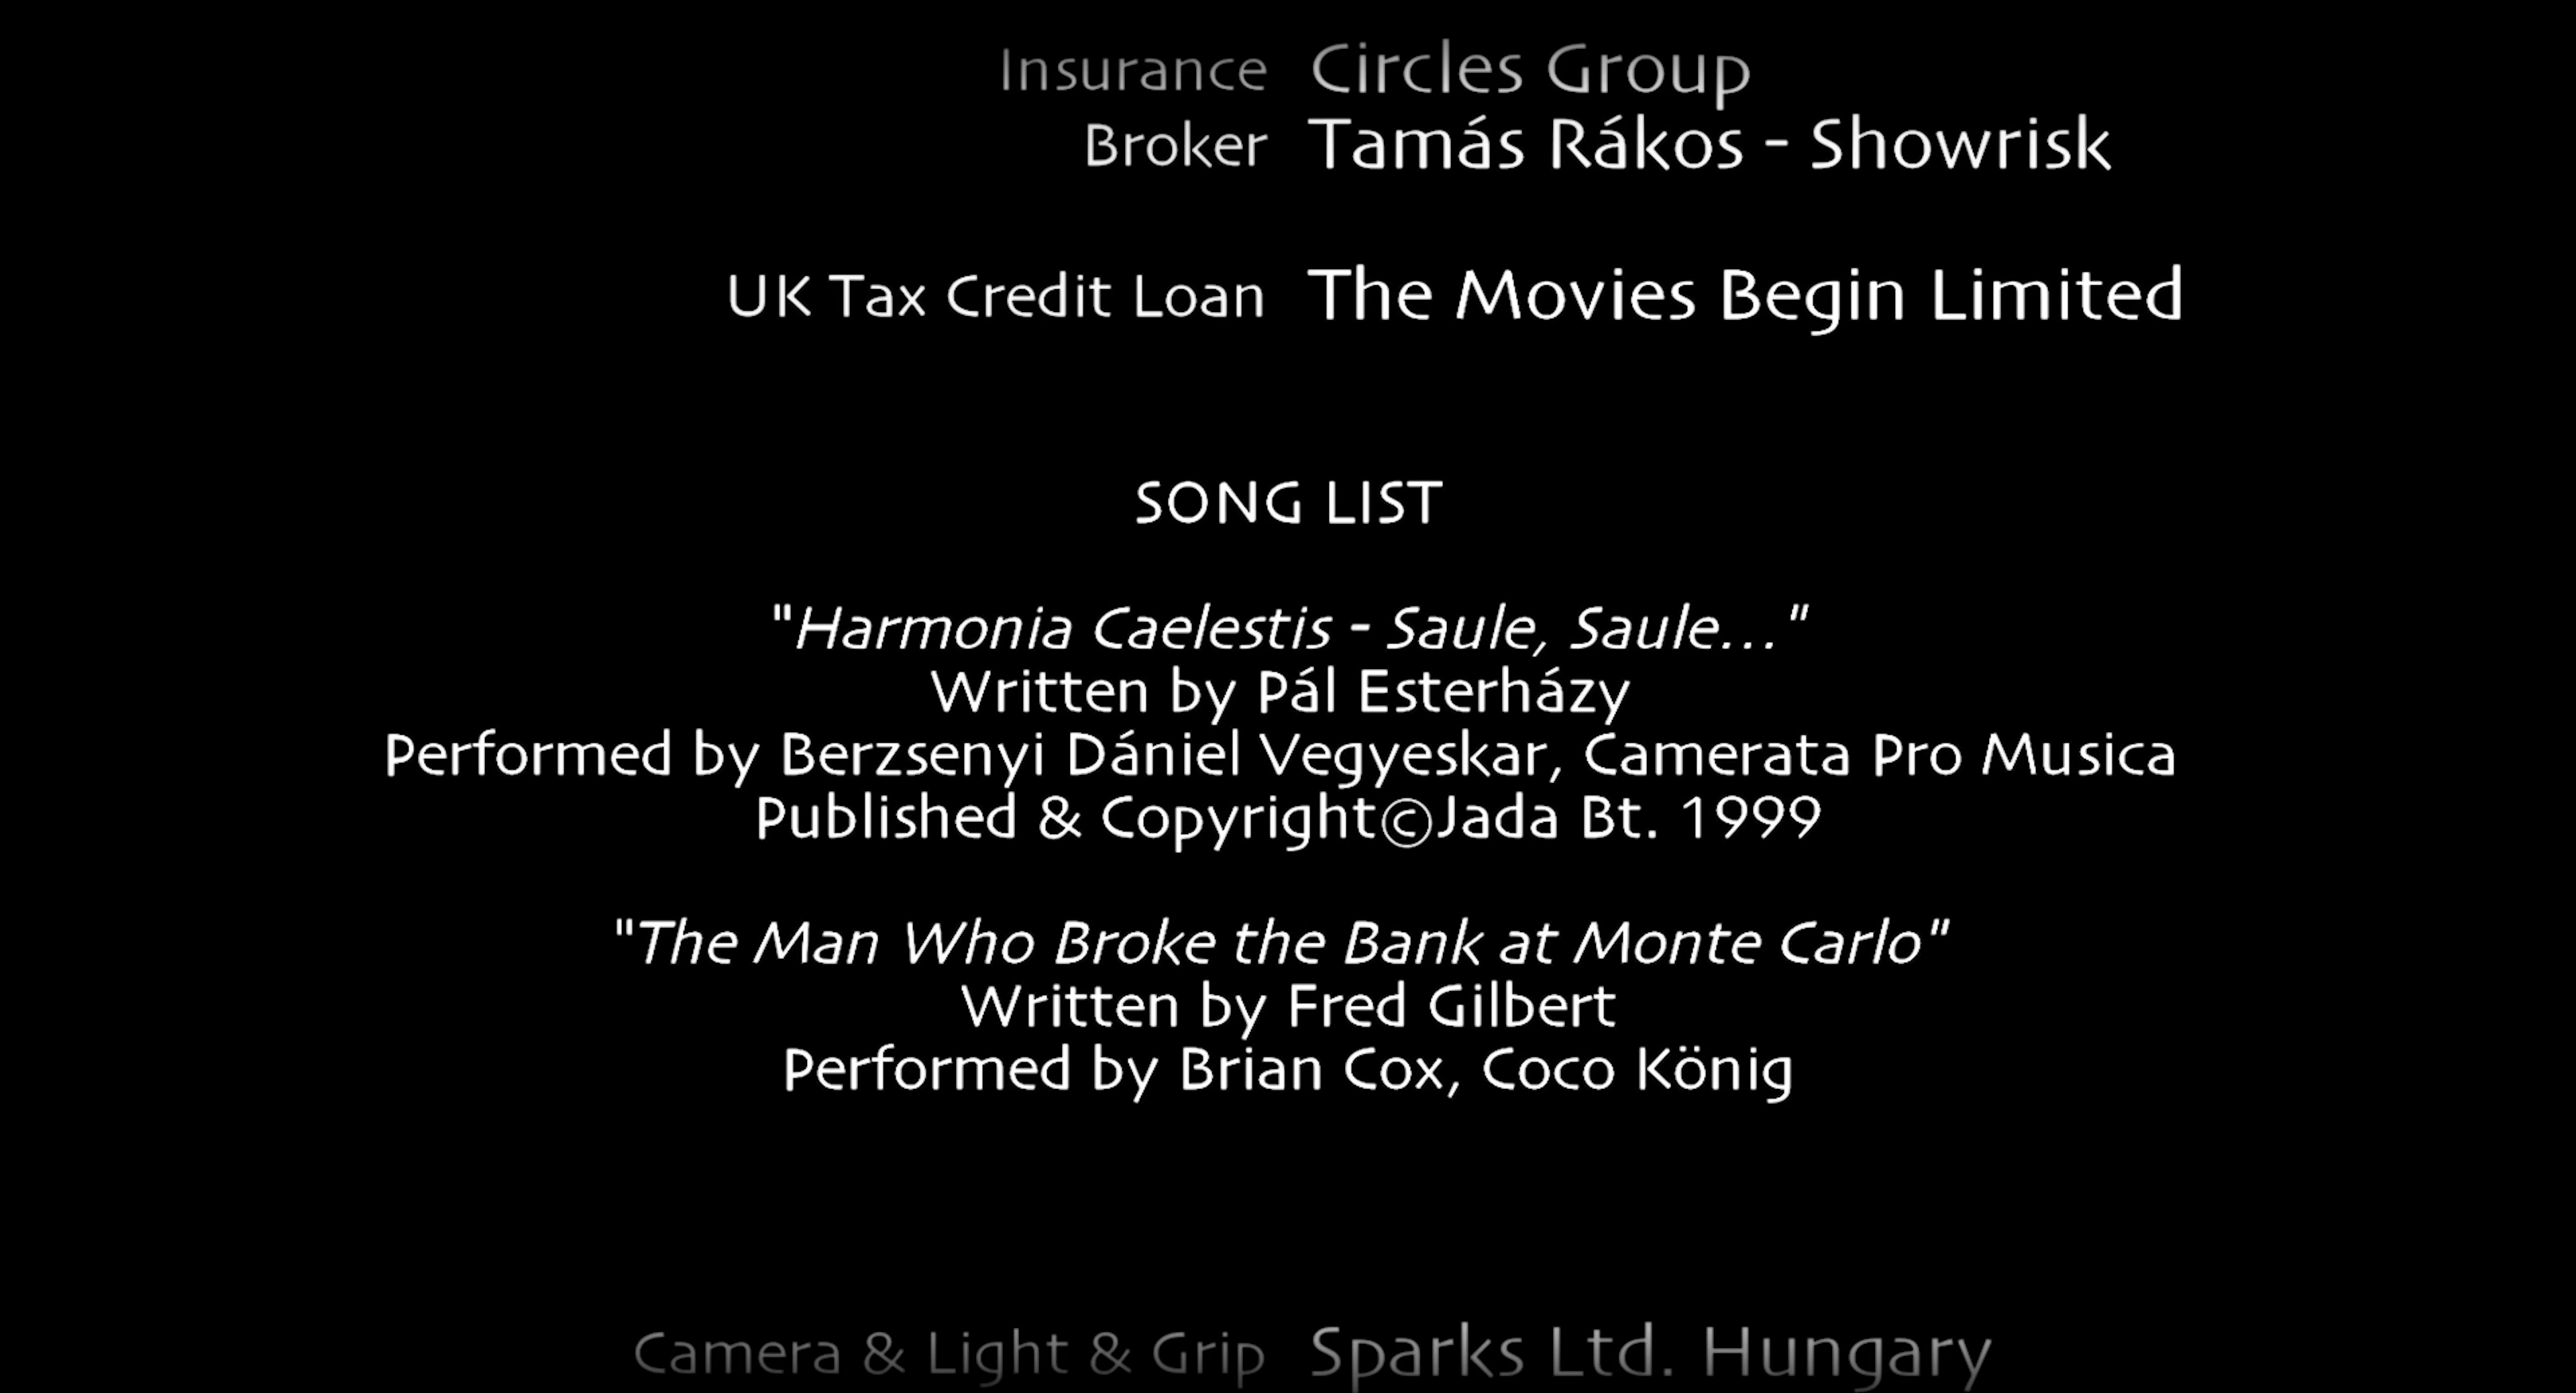 Insurance Circles Group
Broker Tamás Rákos - Showrisk
UK Tax Credit Loan The Movies Begin Limited
SONG LIST
"Harmonia Caelestis - Saule, Saule..."
Written by Pál Esterházy
Performed by Berzsenyi Dániel Vegyeskar, Camerata Pro Musica
Published & Copyright©Jada Bt. 1999
"The Man Who Broke the Bank at Monte Carlo"
Written by Fred Gilbert
Performed by Brian Cox, Coco König
Camera & Light & Grip Sparks Ltd. Hungary